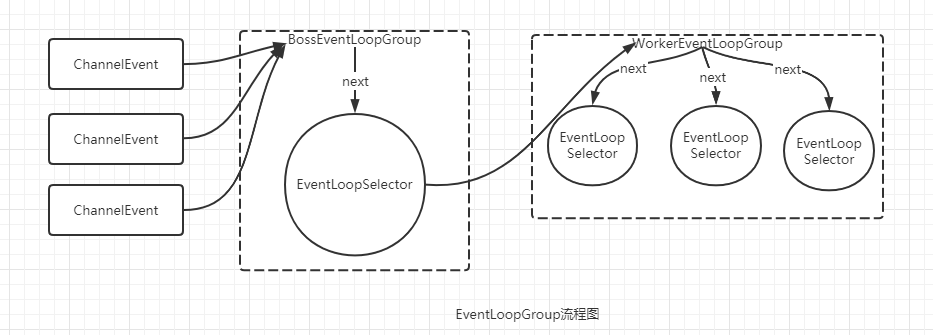 ChannelEvent
ChannelEvent
ChannelEvent
BossEventLoopGroup
next
EventLoopSelector
WorkerEventLoopGroup
next
next
next
EventLoop
Selector
EventLoop
Selector
EventLoop
Selector
EventLoopGroup流程图